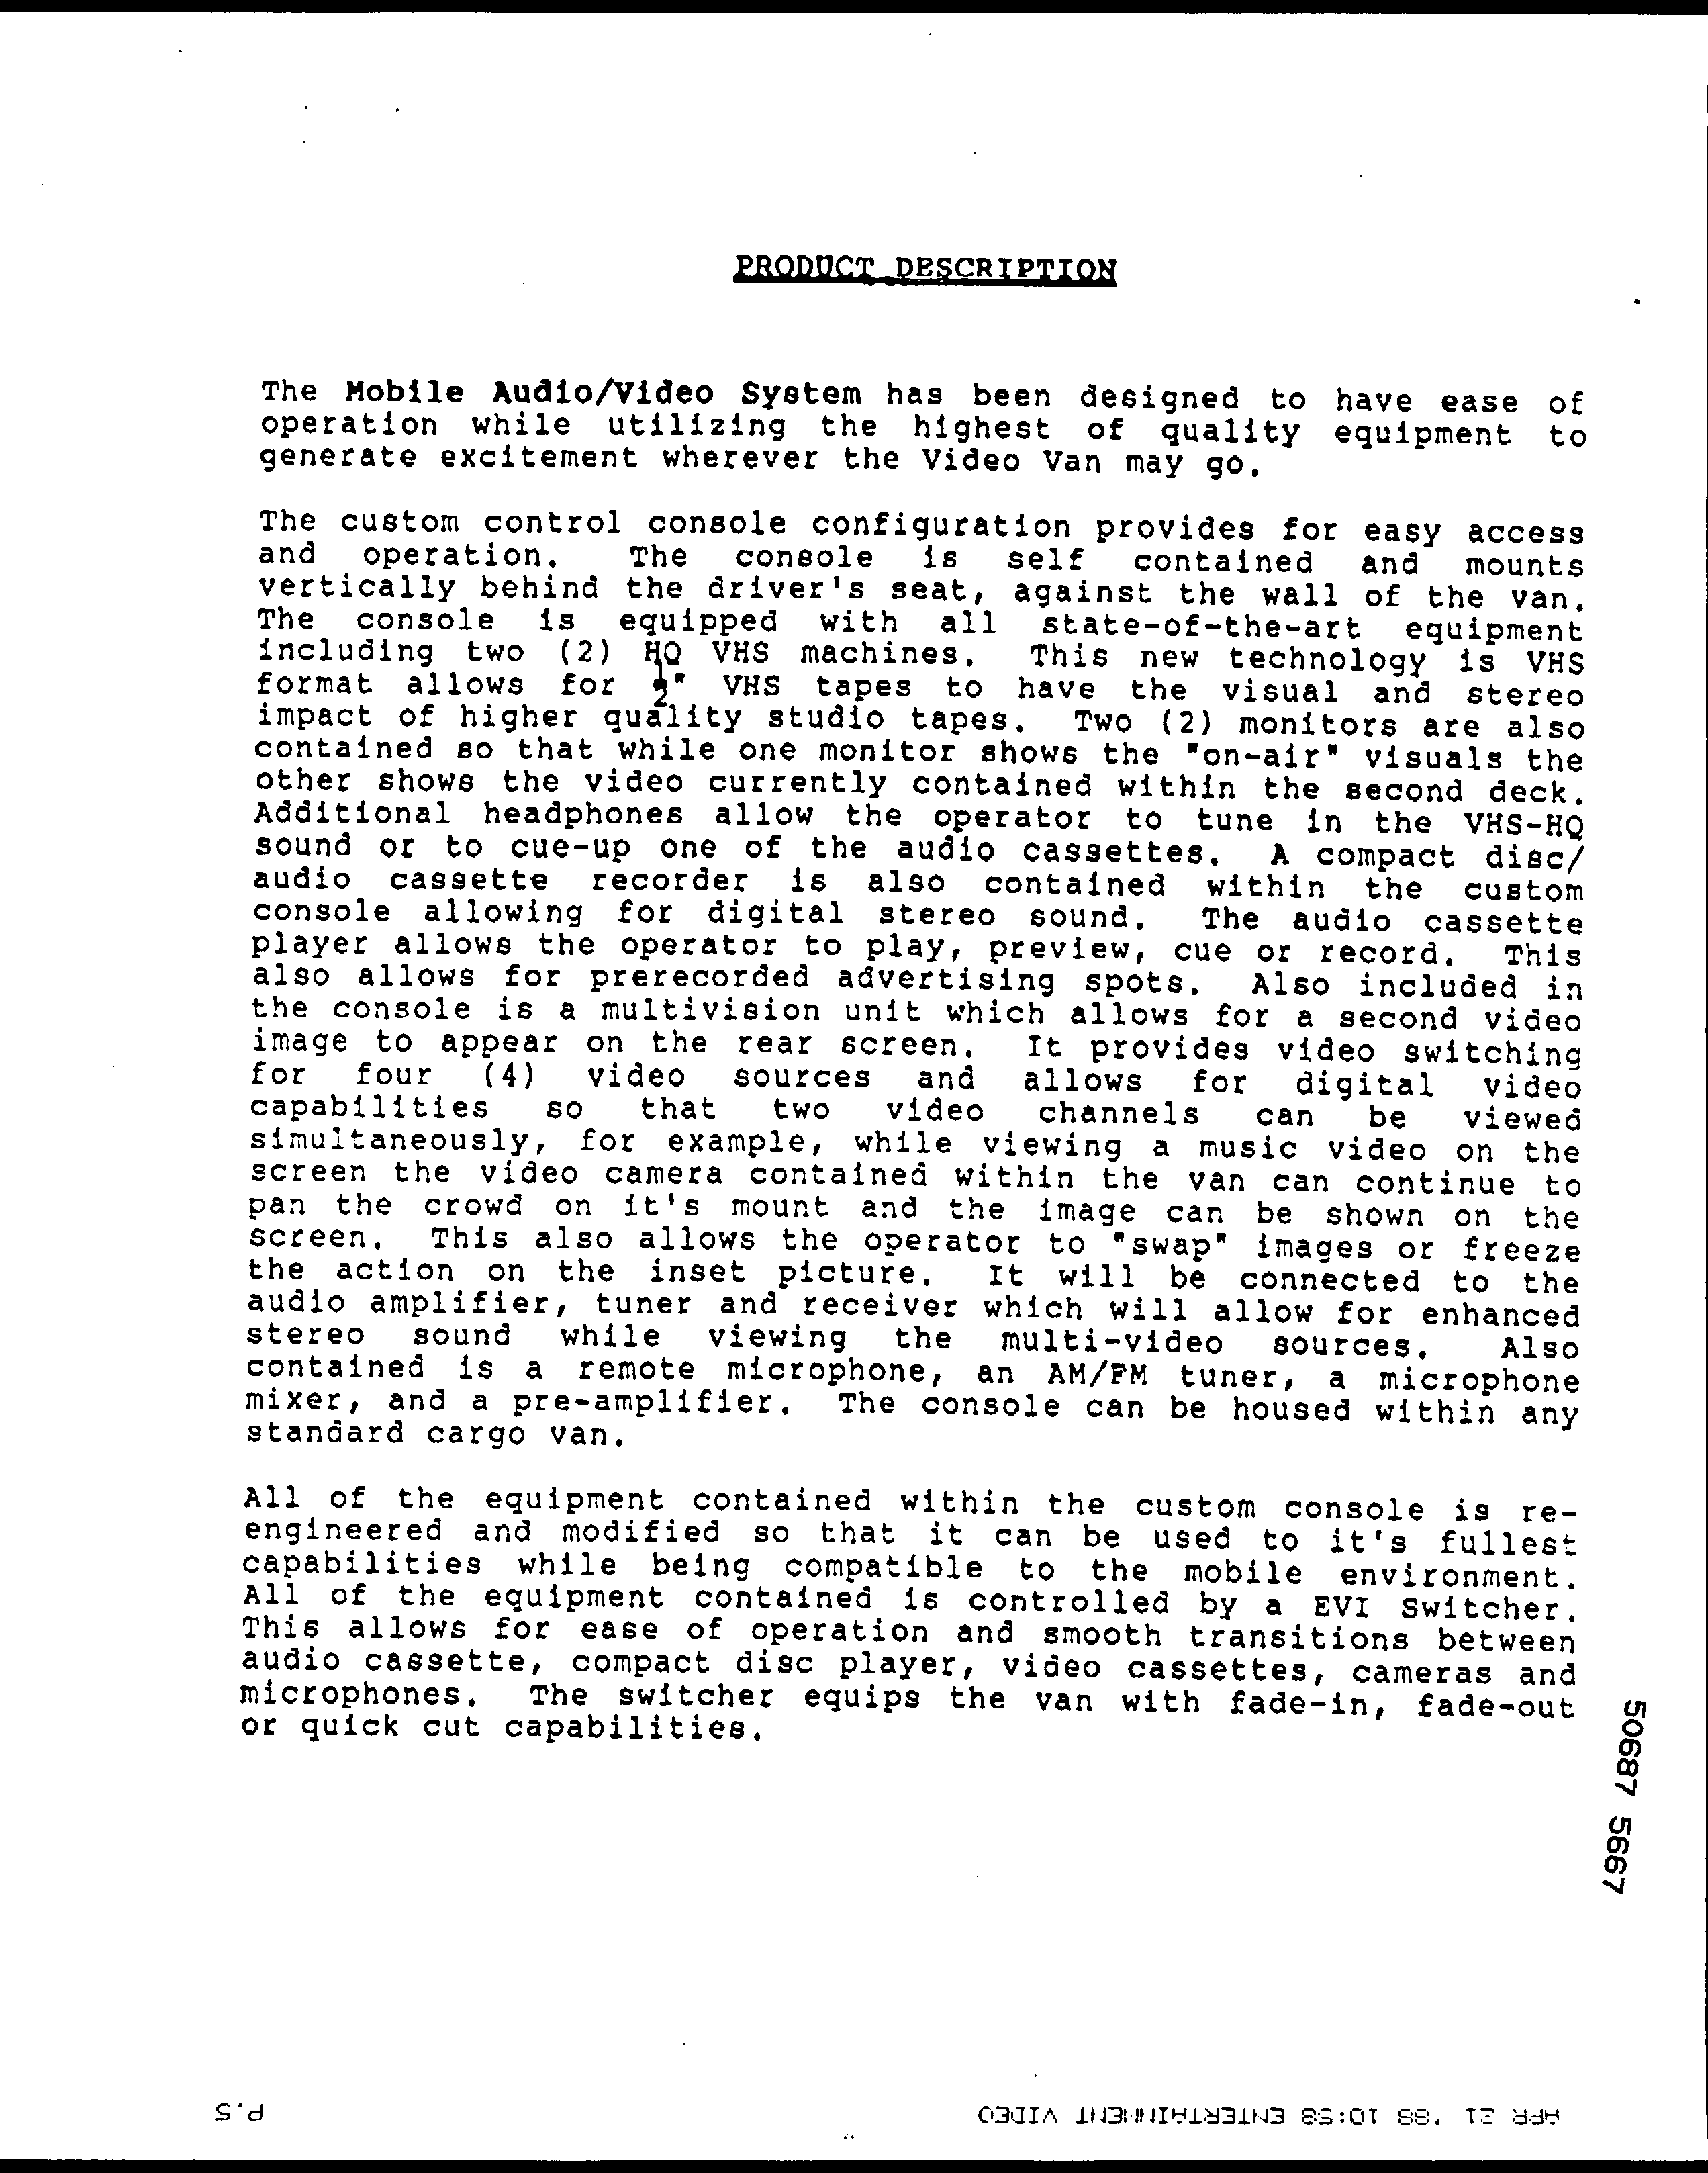 PRODUCT DESCRIPTION
The Mobile Audio/Video System has been designed to have ease of
operation while utilizing the highest of quality equipment to
generate excitement wherever the Video Van may go.
The custom control console configuration provides for easy access
and operation. The console is self contained and mounts
vertically behind the driver's seat, against the wall of the van.
The console is equipped with all state-of-the-art equipment
including two (2) HQ VHS machines. This new technology is VHS
format allows for ½" VHS tapes to have the visual and stereo
impact of higher quality studio tapes. Two (2) monitors are also
contained so that while one monitor shows the "on-air" visuals the
other shows the video currently contained within the second deck.
Additional headphones allow the operator to tune in the VHS-HQ
sound or to cue-up one of the audio cassettes. A compact disc/
audio cassette recorder is also contained within the custom
console allowing for digital stereo sound. The audio cassette
player allows the operator to play, preview, cue or record. This
also allows for prerecorded advertising spots. Also included in
the console is a multivision unit which allows for a second video
image to appear on the rear screen. It provides video switching
for four (4) video sources and allows for digital video
capabilities so that two video channels can be viewed
simultaneously, for example, while viewing a music video on the
screen the video camera contained within the van can continue to
pan the crowd on it's mount and the image can be shown on the
screen. This also allows the operator to "swap" images or freeze
the action on the inset picture. It will be connected to the
audio amplifier, tuner and receiver which will allow for enhanced
stereo sound while viewing the multi-video sources. Also
contained is a remote microphone, an AM/FM tuner, a microphone
mixer, and a pre-amplifier. The console can be housed within any
standard cargo van.
All of the equipment contained within the custom console is re-
engineered and modified so that it can be used to it's fullest
capabilities while being compatible to the mobile environment.
All of the equipment contained is controlled by a EVI Switcher.
This allows for ease of operation and smooth transitions between
audio cassette, compact disc player, video cassettes, cameras and
microphones. The switcher equips the van with fade-in, fade-out
or quick cut capabilities.
50687 5667
APR 21 '88 10:58 ENTERTAINMENT VIDEO
P.5